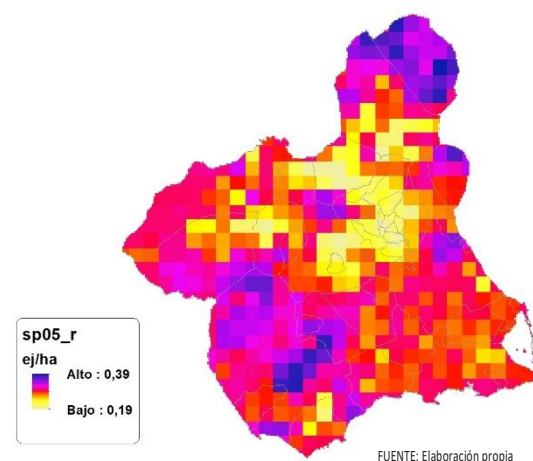 sp05_r
ej/ha
Alto : 0,39
Bajo : 0,19
FUENTE: Elaboración propia